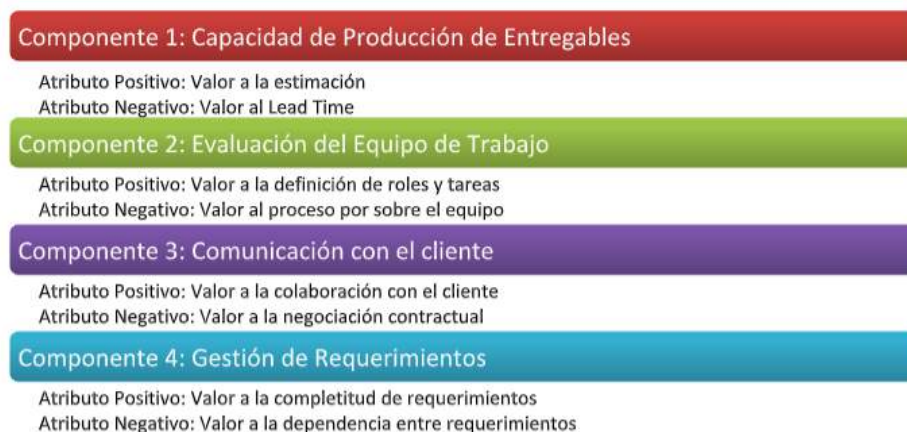 Componente 1: Capacidad de Producción de Entregables
Atributo Positivo: Valor a la estimación
Atributo Negativo: Valor al Lead Time
Componente 2: Evaluación del Equipo de Trabajo
Atributo Positivo: Valor a la definición de roles y tareas
Atributo Negativo: Valor al proceso por sobre el equipo
Componente 3: Comunicación con el cliente
Atributo Positivo: Valor a la colaboración con el cliente
Atributo Negativo: Valor a la negociación contractual
Componente 4: Gestión de Requerimientos
Atributo Positivo: Valor a la completitud de requerimientos
Atributo Negativo: Valor a la dependencia entre requerimientos